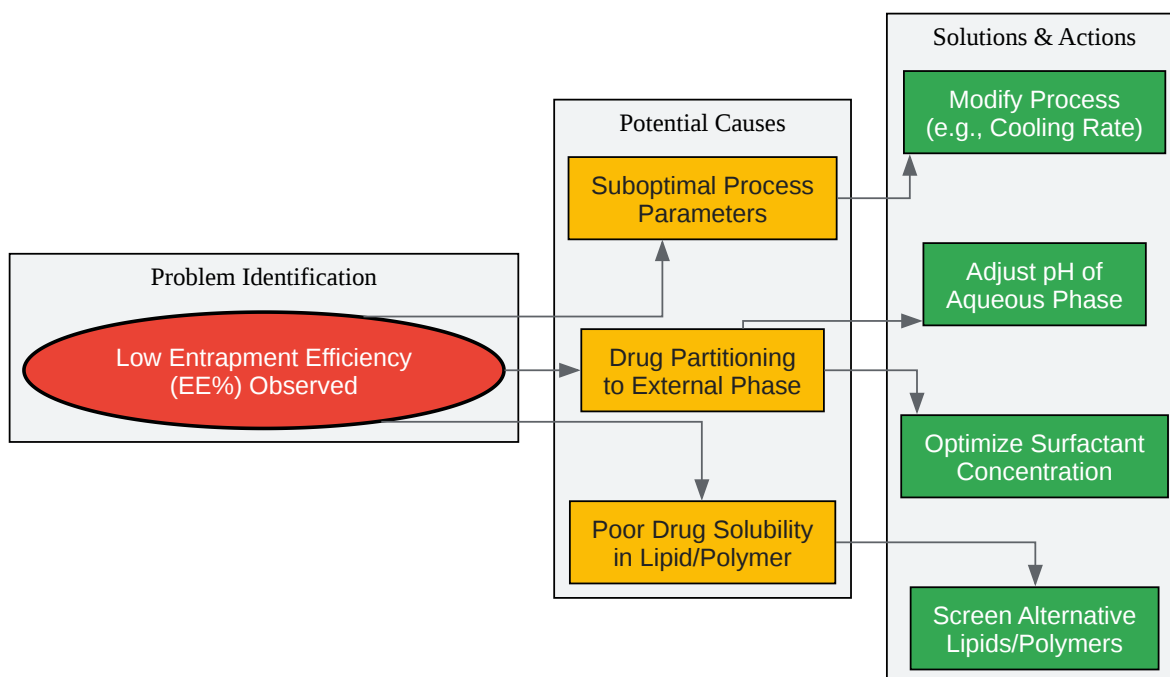 Problem Identification
Low Entrapment Efficiency
(EE%) Observed
Potential Causes
Suboptimal Process
Parameters
Drug Partitioning
to External Phase
Poor Drug Solubility
in Lipid/Polymer
Solutions & Actions
Modify Process
(e.g., Cooling Rate)
Adjust pH of
Aqueous Phase
Optimize Surfactant
Concentration
Screen Alternative
Lipids/Polymers